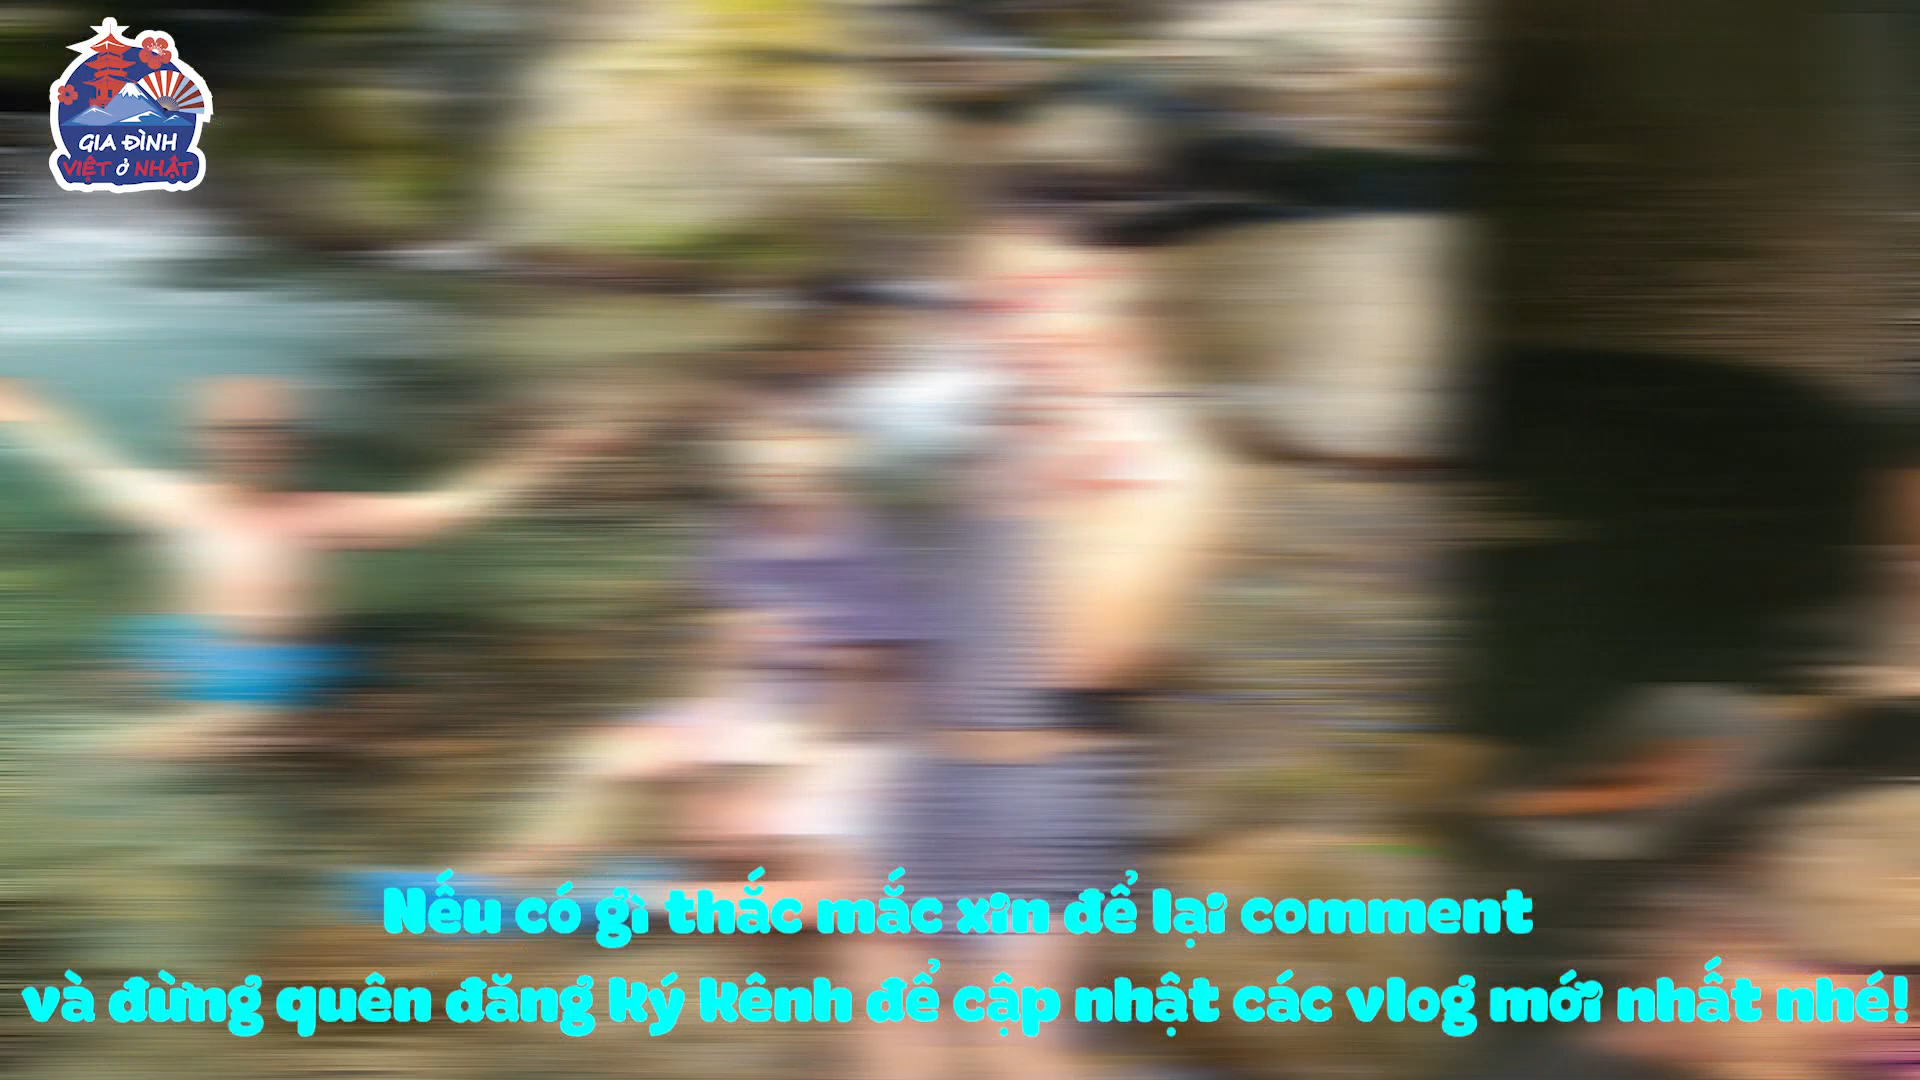 GIA ĐÌNH
VIỆT ở NHẬT
Nếu có gì thắc mắc xin để lại comment
và đừng quên đăng ký kênh để cập nhật các vlog mới nhất nhé!